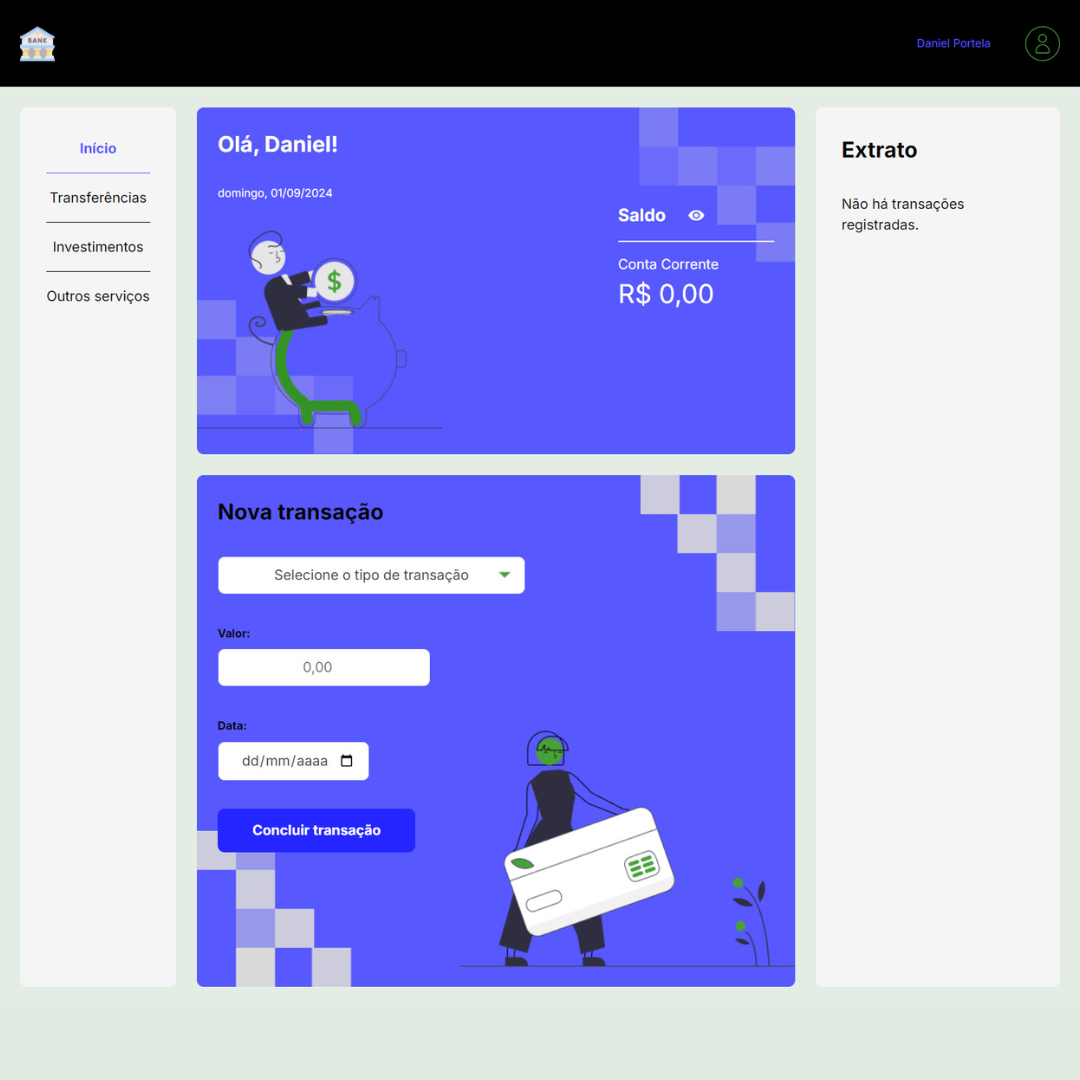 BANK
Daniel Portela
Início
Transferências
Investimentos
Outros serviços
Olá, Daniel!
domingo, 01/09/2024
Saldo
Conta Corrente
R$ 0,00
$
Nova transação
Selecione o tipo de transação
Valor:
0,00
Data:
dd/mm/aaaa
Concluir transação
Extrato
Não há transações
registradas.